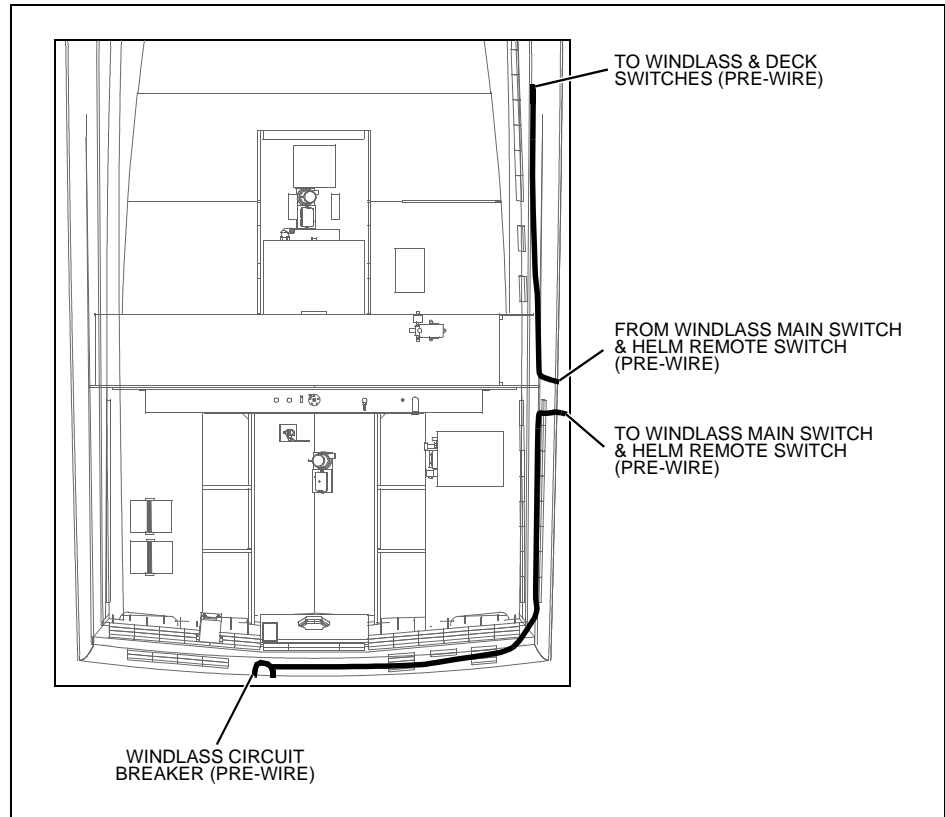 TO WINDLASS & DECK
SWITCHES (PRE-WIRE)
FROM WINDLASS MAIN SWITCH
& HELM REMOTE SWITCH
(PRE-WIRE)
TO WINDLASS MAIN SWITCH
& HELM REMOTE SWITCH
(PRE-WIRE)
WINDLASS CIRCUIT
BREAKER (PRE-WIRE)